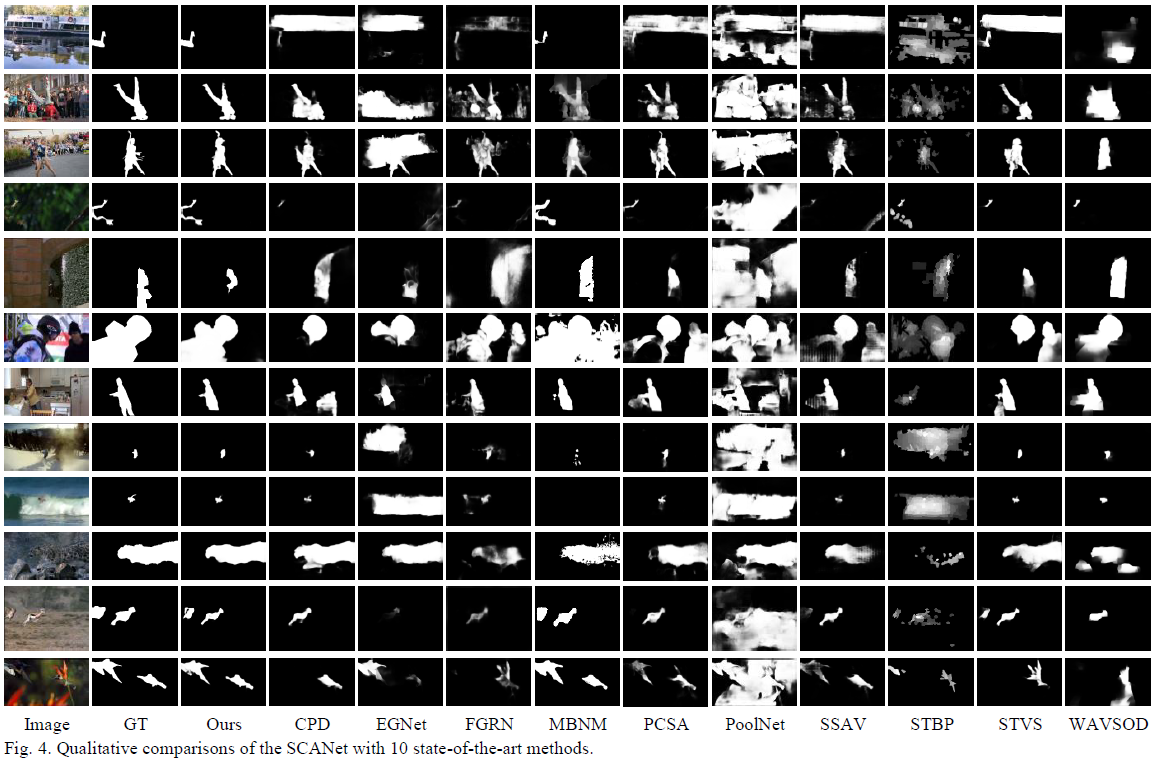 Image GT Ours CPD EGNet FGRN MBNM PCSA PoolNet SSAV STBP STVS WAVSOD
Fig. 4. Qualitative comparisons of the SCANet with 10 state-of-the-art methods.